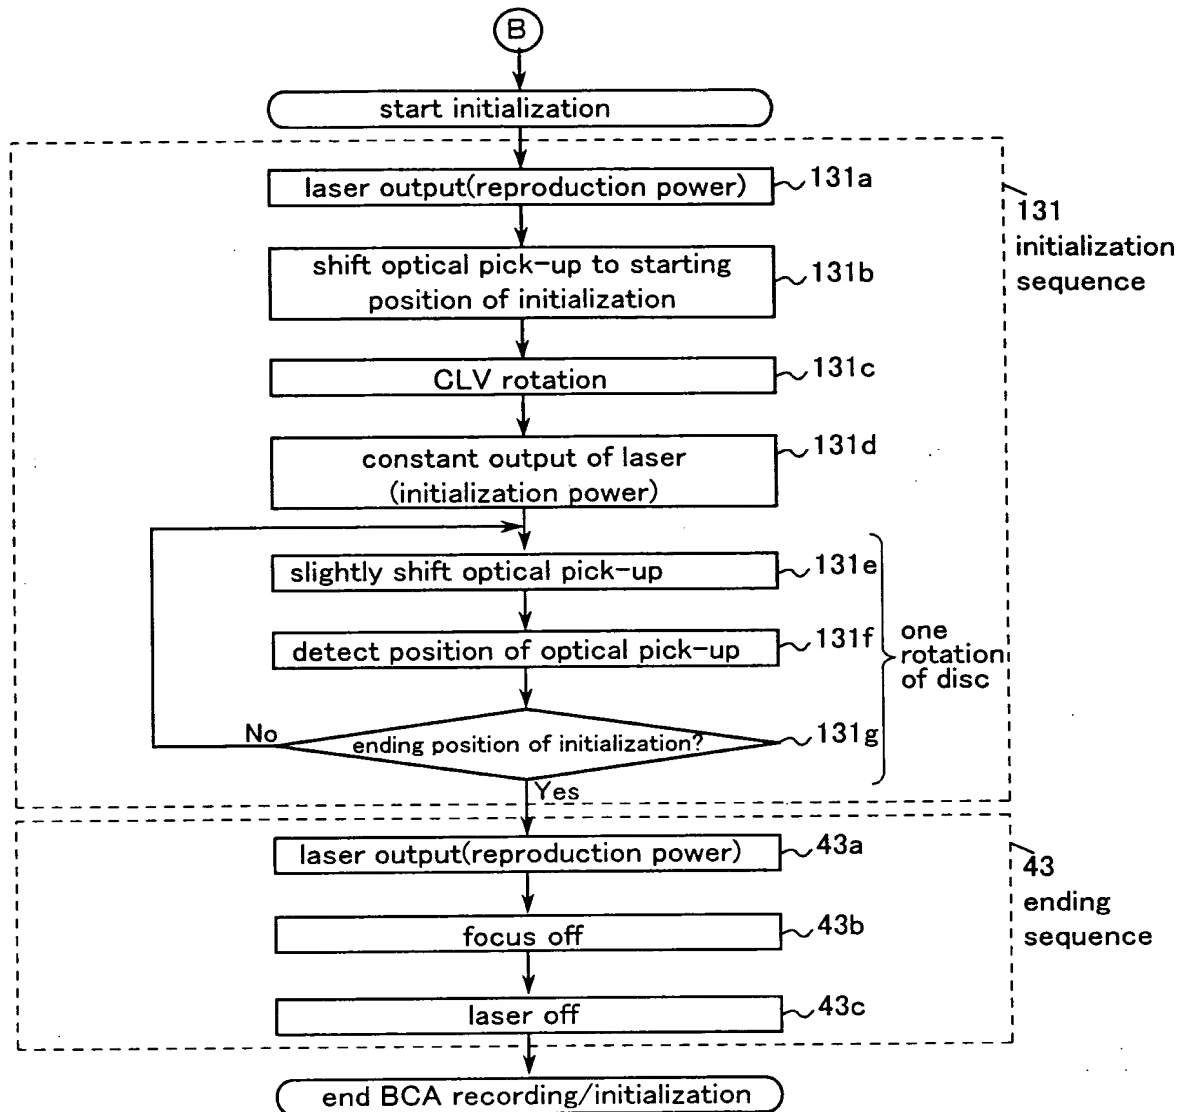 B
start initialization
laser output(reproduction power)
131a
131
initialization
sequence
shift optical pick-up to starting
position of initialization
131b
CLV rotation
131c
constant output of laser
(initialization power)
131d
slightly shift optical pick-up
131e
detect position of optical pick-up
131f
one
rotation
of disc
No
ending position of initialization?
131g
Yes
laser output(reproduction power)
43a
43
ending
sequence
focus off
43b
laser off
43c
end BCA recording/initialization